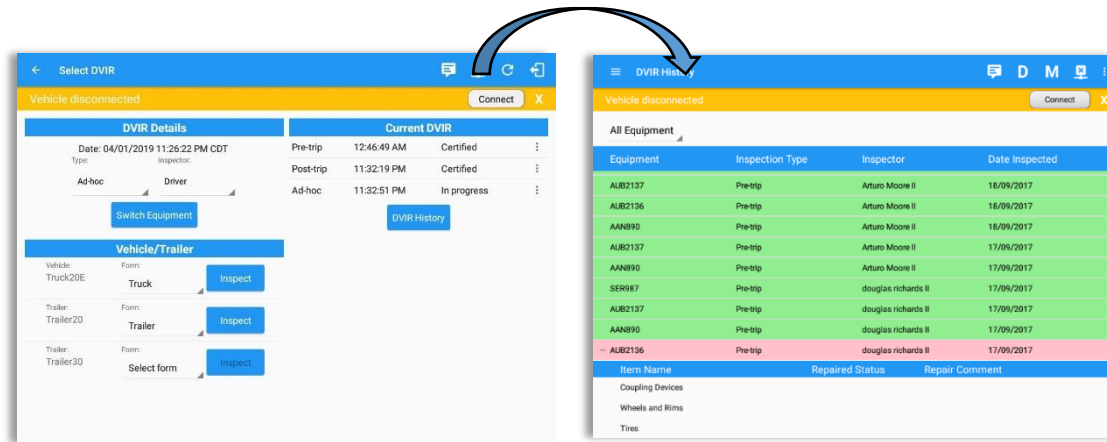 Select DVIR
Vehicle disconnected
Connect X
DVIR Details
Date: 04/01/2019 11:26:22 PM CDT
Type: Inspector:
Ad-hoc Driver
Switch Equipment
Vehicle/Trailer
Vehicle: Form:
Truck20E Truck Inspect
Trailer: Form:
Trailer20 Trailer Inspect
Trailer: Form:
Trailer30 Select form Inspect
Current DVIR
Pre-trip 12:46:49 AM Certified
Post-trip 11:32:19 PM Certified
Ad-hoc 11:32:51 PM In progress
DVIR History
DVIR History D M
Vehicle disconnected
Connect X
All Equipment
Equipment Inspection Type Inspector Date Inspected
AUB2137 Pre-trip Arturo Moore II 18/09/2017
AUB2136 Pre-trip Arturo Moore II 18/09/2017
AAN890 Pre-trip Arturo Moore II 18/09/2017
AUB2137 Pre-trip Arturo Moore II 17/09/2017
AAN890 Pre-trip Arturo Moore II 17/09/2017
SER987 Pre-trip douglas richards II 17/09/2017
AUB2137 Pre-trip douglas richards II 17/09/2017
AAN890 Pre-trip douglas richards II 17/09/2017
– AUB2136 Pre-trip douglas richards II 17/09/2017
Item Name Repaired Status Repair Comment
Coupling Devices
Wheels and Rims
Tires